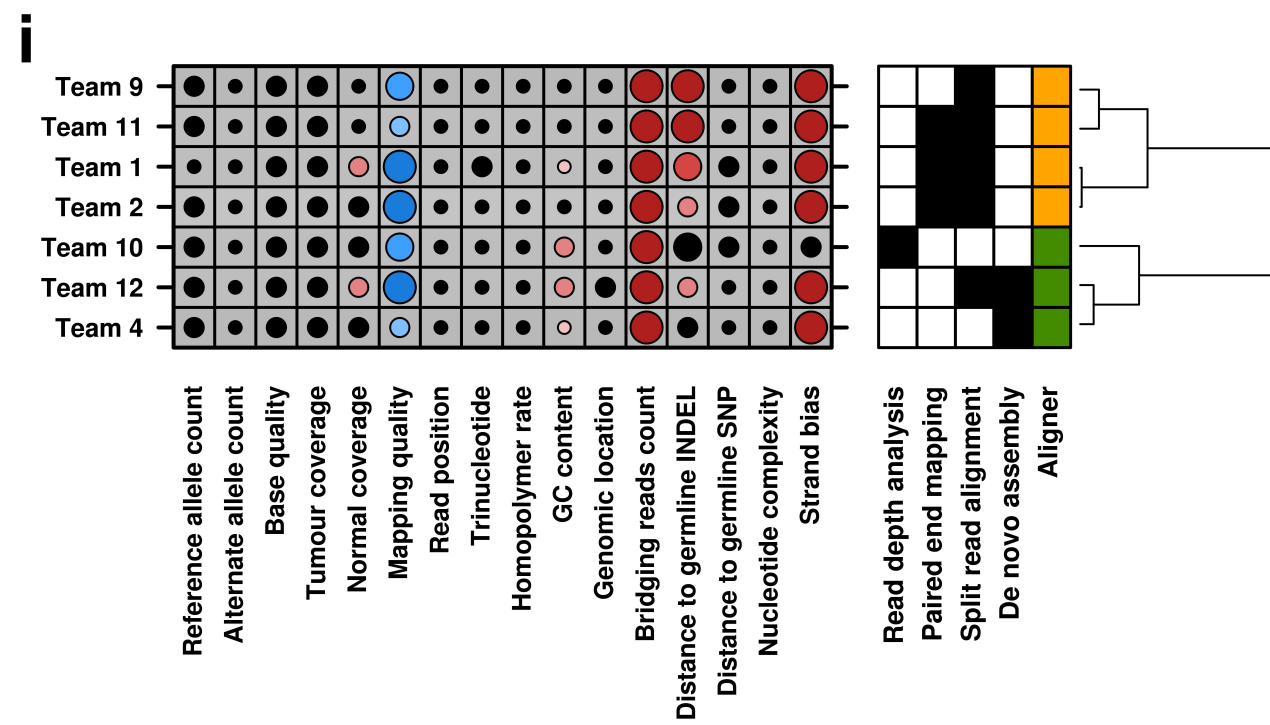 i
Team 9
Team 11
Team 1
Team 2
Team 10
Team 12
Team 4
Reference allele count
Alternate allele count
Base quality
Tumour coverage
Normal coverage
Mapping quality
Read position
Trinucleotide
Homopolymer rate
GC content
Genomic location
Bridging reads count
Distance to germline INDEL
Distance to germline SNP
Nucleotide complexity
Strand bias
Read depth analysis
Paired end mapping
Split read alignment
De novo assembly
Aligner